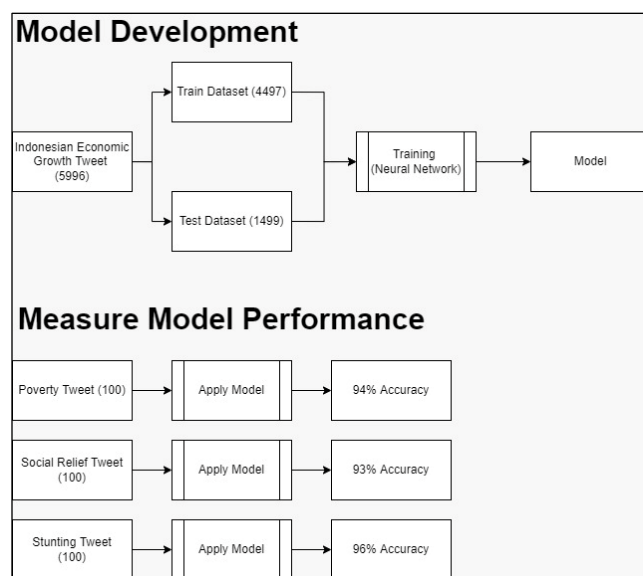 Model Development
Train Dataset (4497)
Indonesian Economic
Growth Tweet
(5996)
Training
(Neural Network)
Model
Test Dataset (1499)
Measure Model Performance
Poverty Tweet (100)
Apply Model
94% Accuracy
Social Relief Tweet
(100)
Apply Model
93% Accuracy
Stunting Tweet
(100)
Apply Model
96% Accuracy